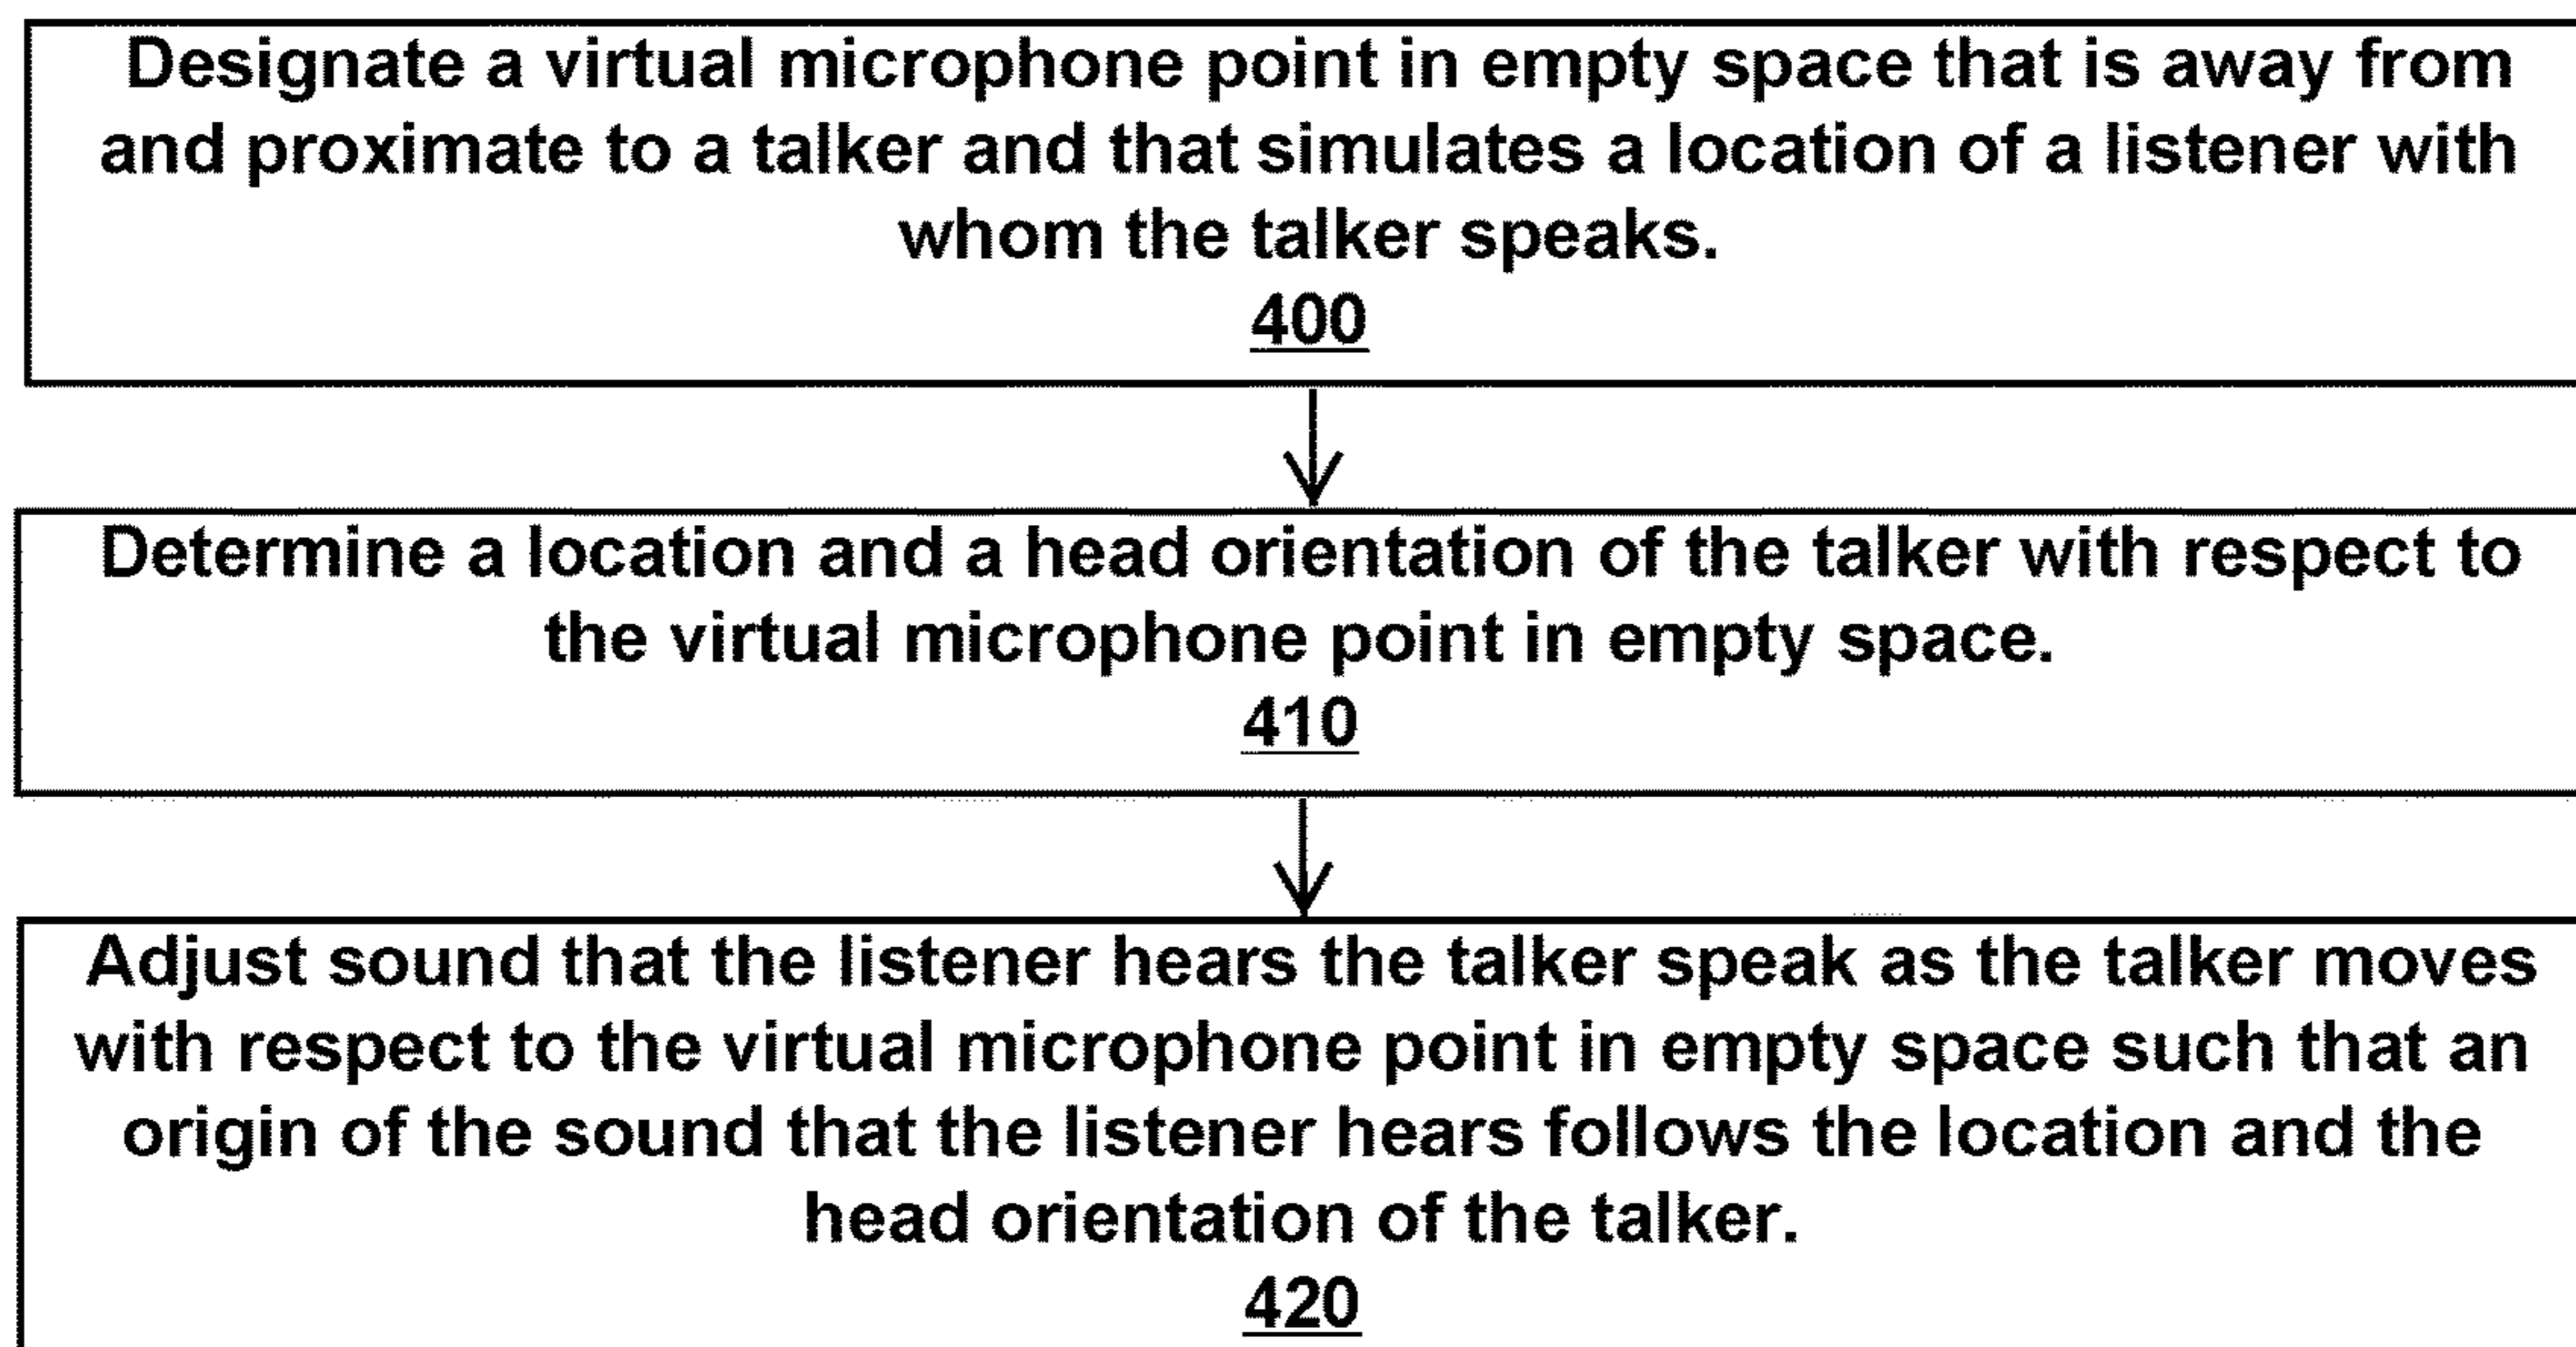 Designate a virtual microphone point in empty space that is away from
and proximate to a talker and that simulates a location of a listener with
whom the talker speaks.
400
Determine a location and a head orientation of the talker with respect to
the virtual microphone point in empty space.
410
Adjust sound that the listener hears the talker speak as the talker moves
with respect to the virtual microphone point in empty space such that an
origin of the sound that the listener hears follows the location and the
head orientation of the talker.
420